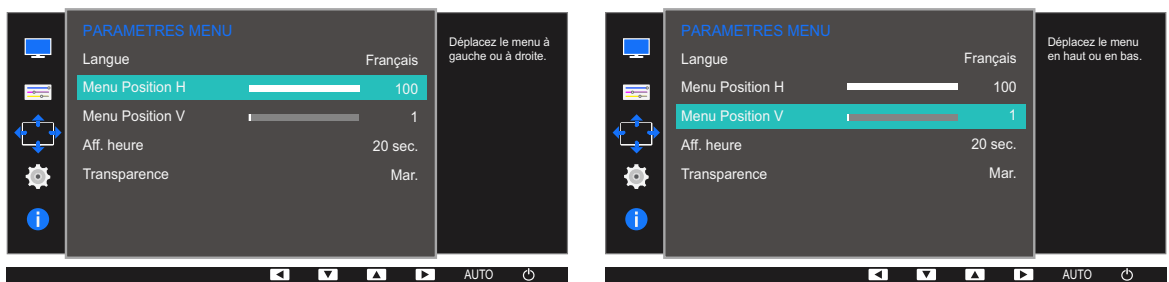 PARAMETRES MENU
Langue Français
Menu Position H 100
Menu Position V 1
Aff. heure 20 sec.
Transparence Mar.
Déplacez le menu à
gauche ou à droite.
i
AUTO
PARAMETRES MENU
Langue Français
Menu Position H 100
Menu Position V 1
Aff. heure 20 sec.
Transparence Mar.
Déplacez le menu
en haut ou en bas.
i
AUTO